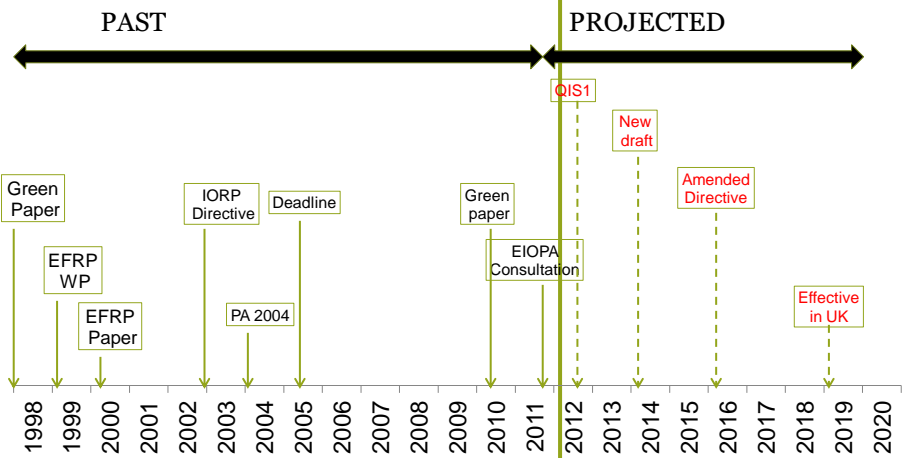 PAST
PROJECTED
QIS1
New
draft
Green
Paper
IORP
Directive
Deadline
Green
paper
Amended
Directive
EFRP
WP
EIOPA
Consultation
EFRP
Paper
PA 2004
Effective
in UK
1998
1999
2000
2001
2002
2003
2004
2005
2006
2007
2008
2009
2010
2011
2012
2013
2014
2015
2016
2017
2018
2019
2020